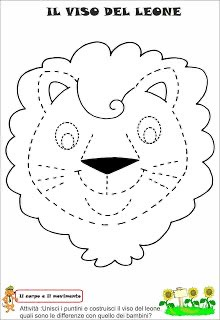 IL VISO DEL LEONE
Il corpo e il movimento
Attività :Unisci i puntini e costruisci il viso del leone
quali sono le differenze con quello dei bambini?